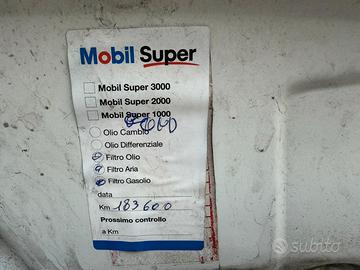 Mobil Super
Mobil Super 3000
Mobil Super 2000
Mobil Super 1000
Olio Cambio
Olio Differenziale
Filtro Olio
Filtro Aria
Filtro Gasolio
data
Km 183600
Prossimo controllo
a Km
subito